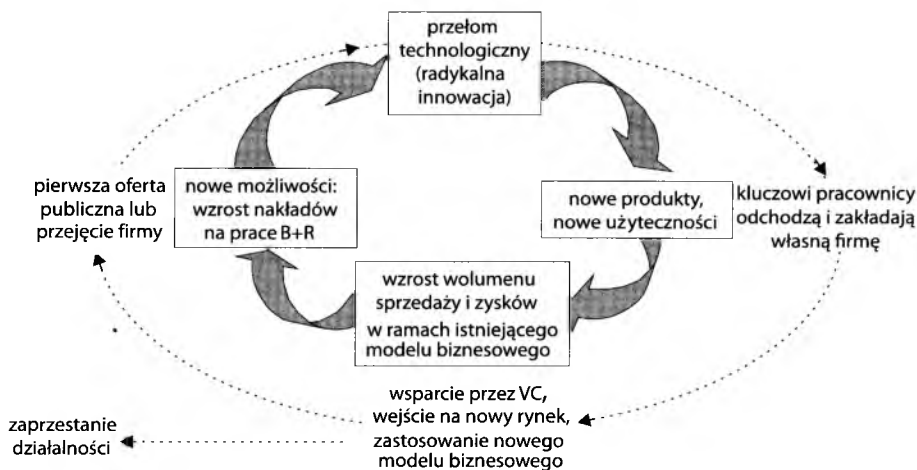 przełom
technologiczny
(radykalna
innowacja)
pierwsza oferta
publiczna lub
przejęcie firmy
nowe możliwości:
wzrost nakładów
na prace B+R
nowe produkty,
nowe użyteczności
kluczowi pracownicy
odchodzą i zakładają
własną firmę
wzrost wolumenu
sprzedaży i zysków
w ramach istniejącego
modelu biznesowego
wsparcie przez VC,
wejście na nowy rynek,
zastosowanie nowego
modelu biznesowego
zaprzestanie
działalności